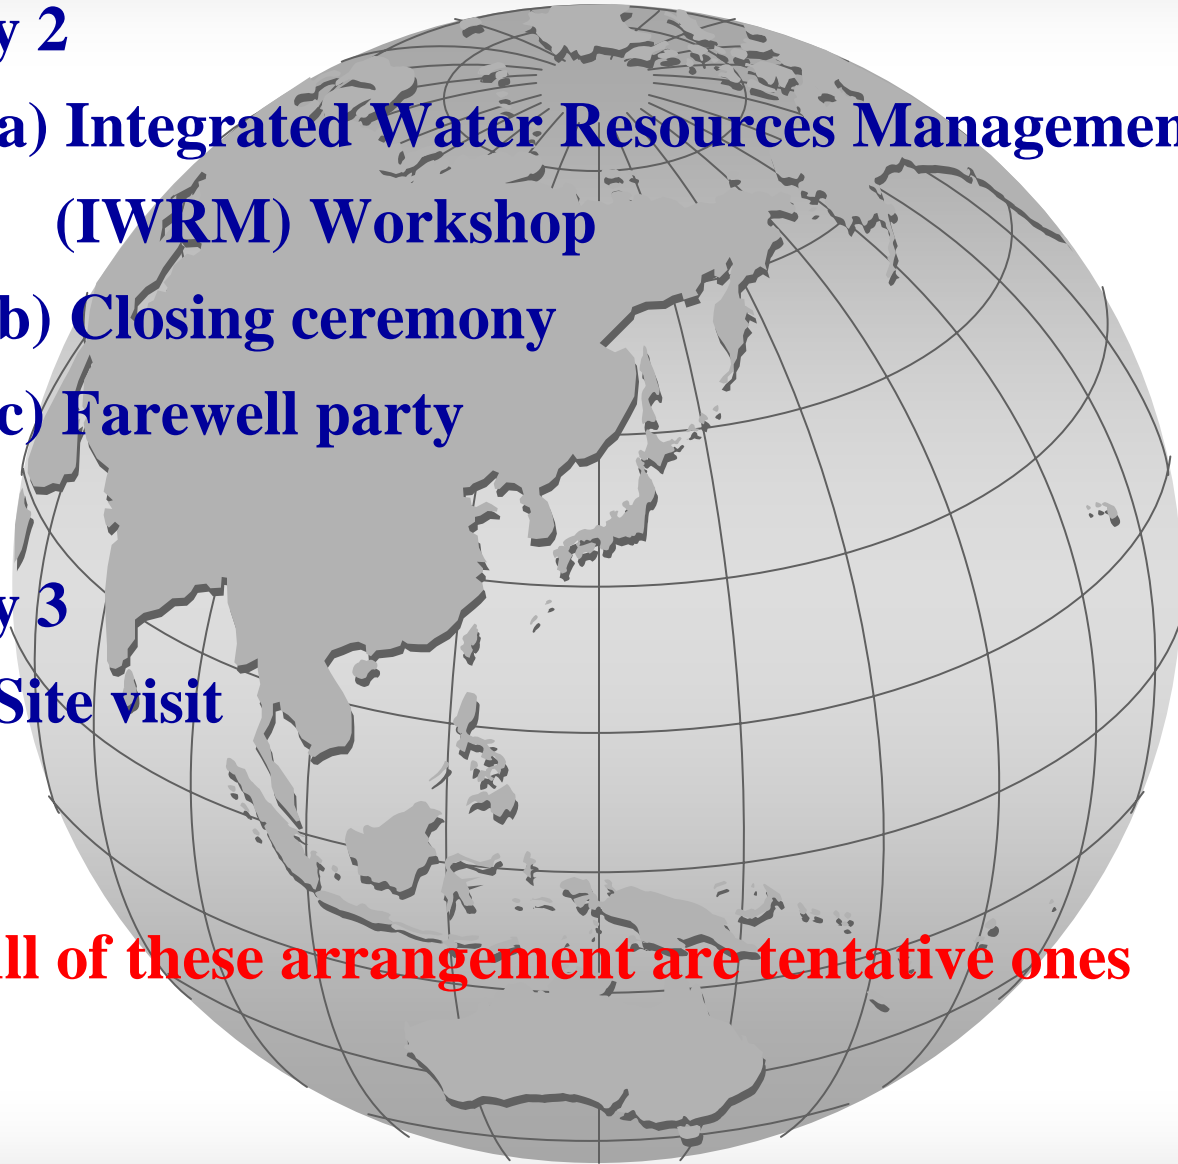 y 2
a) Integrated Water Resources Managemen
(IWRM) Workshop
b) Closing ceremony
c) Farewell party
y 3
Site visit
ll of these arrangement are tentative ones